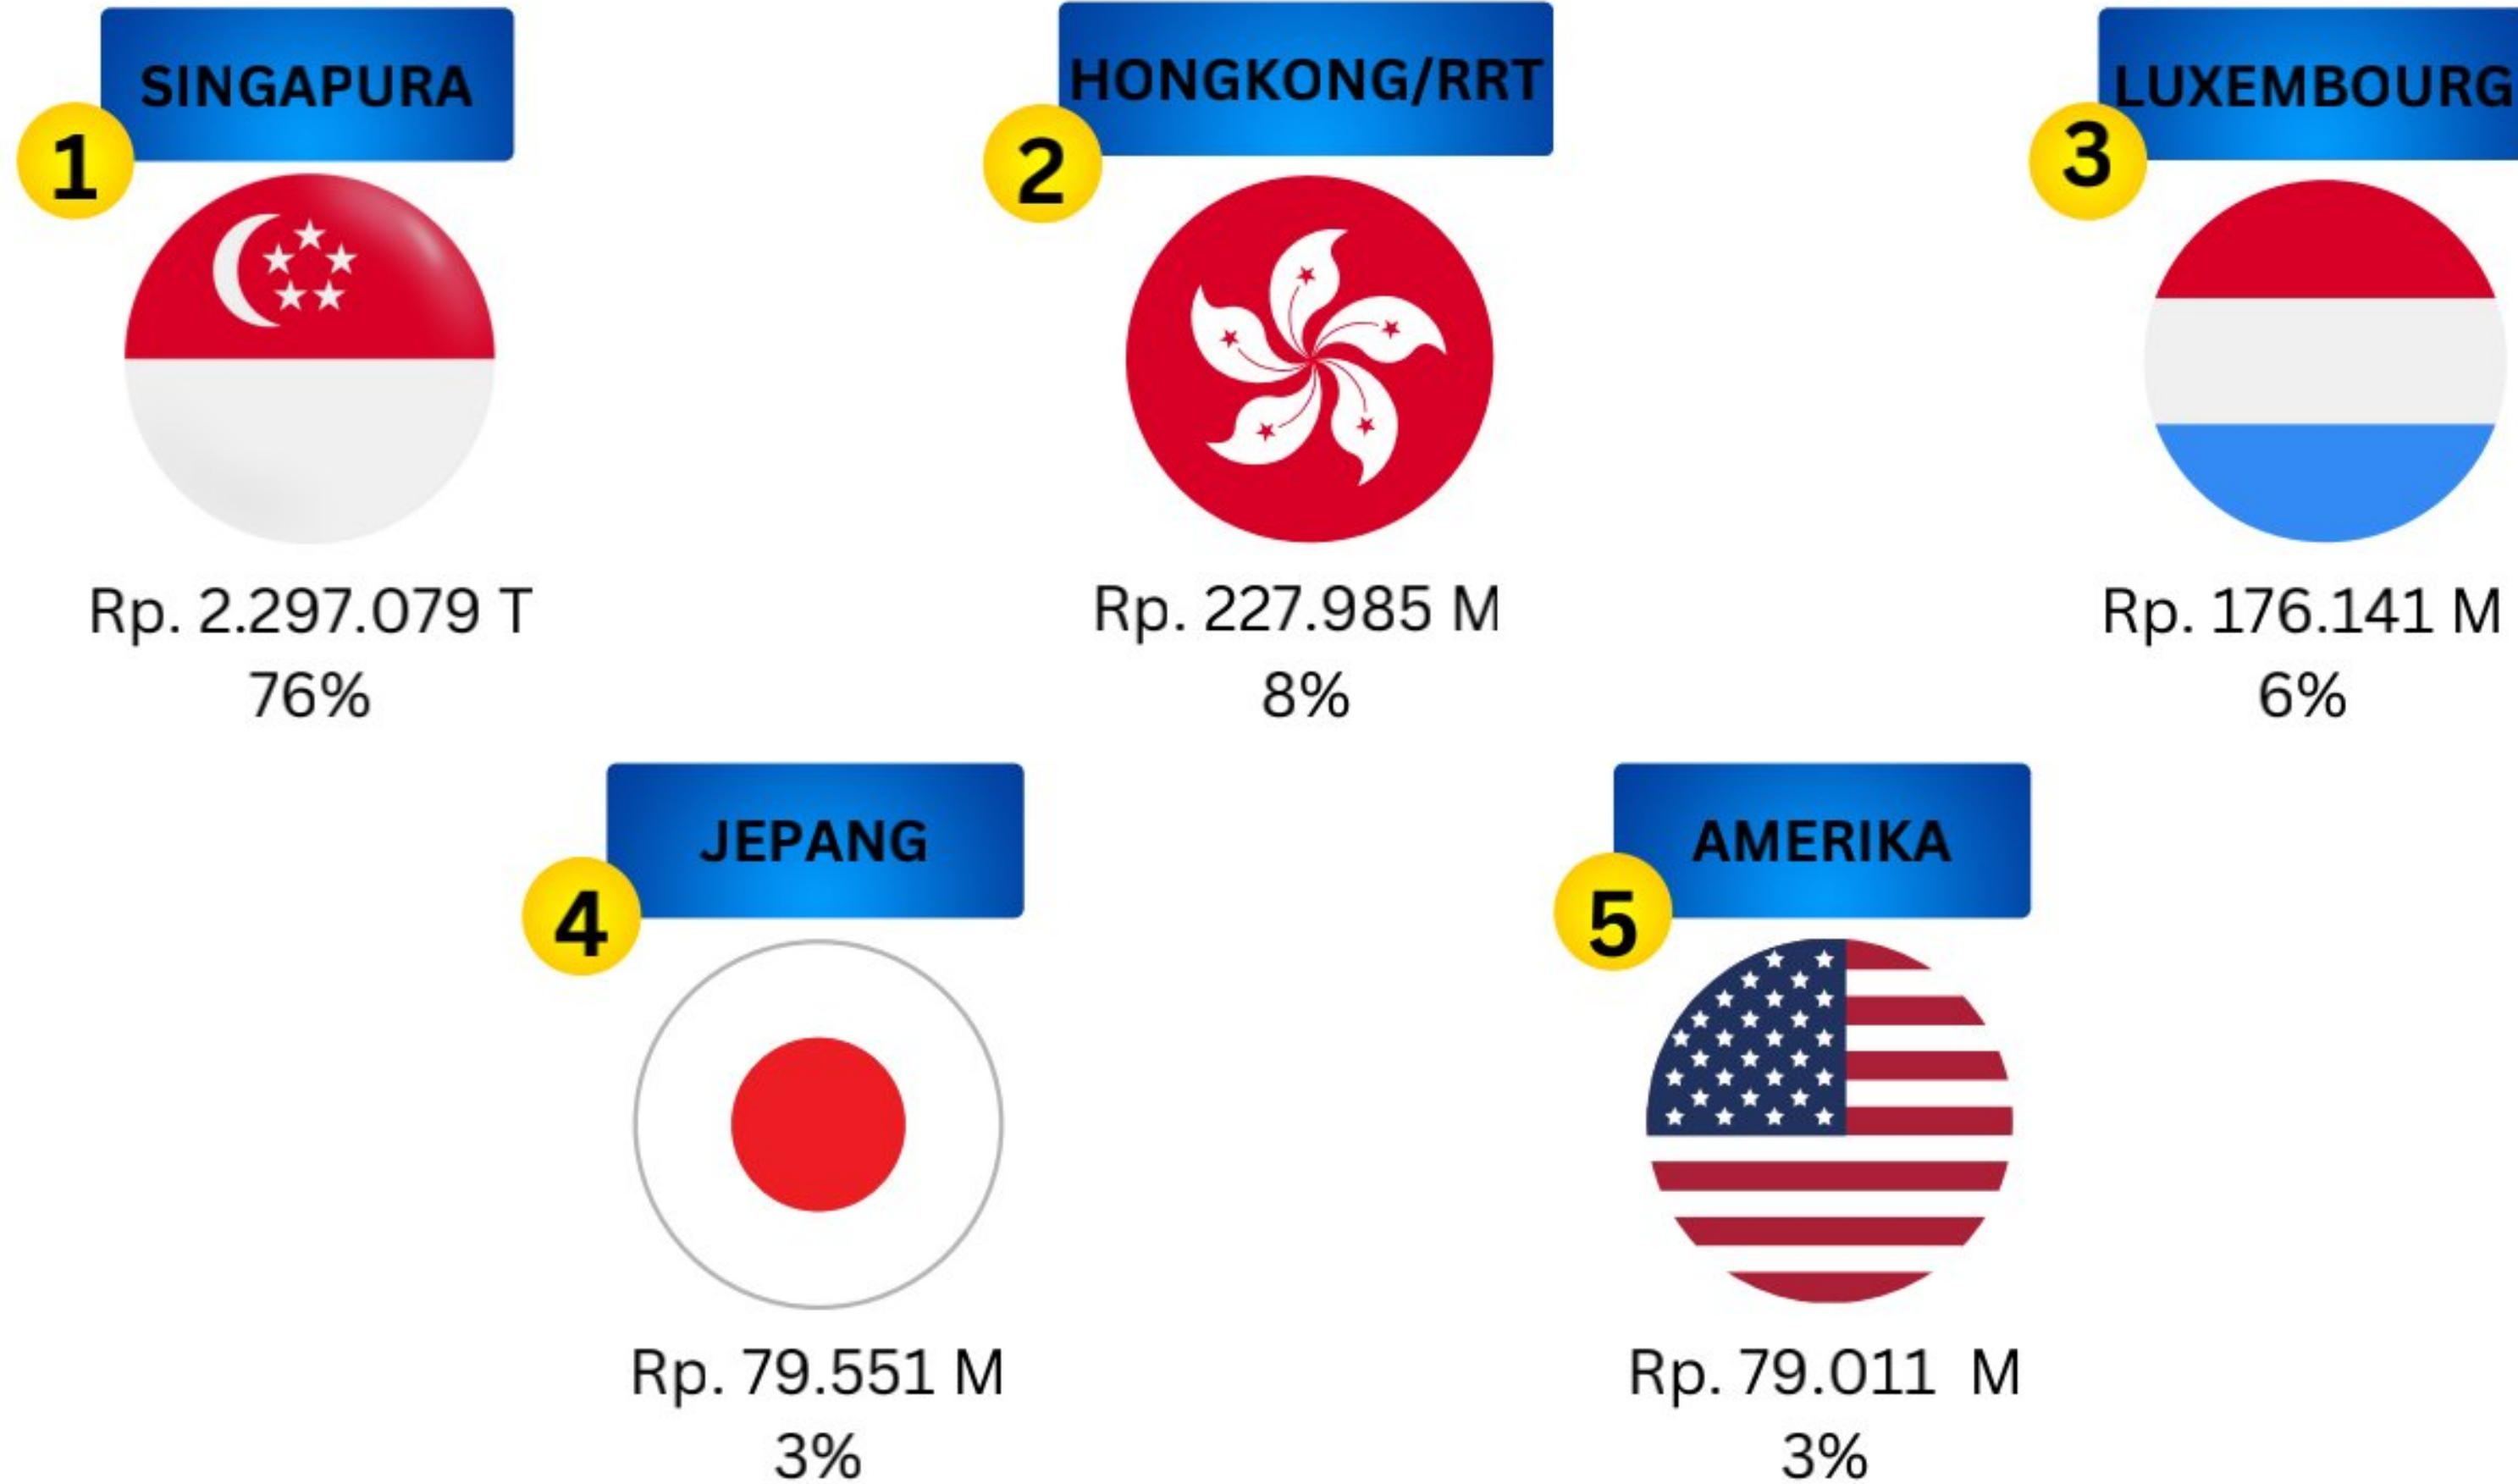 SINGAPURA
1
Rp. 2.297.079 T
76%
HONGKONG/RRT
2
Rp. 227.985 M
8%
LUXEMBOURG
3
Rp. 176.141 M
6%
JEPANG
4
Rp. 79.551 M
3%
AMERIKA
5
Rp. 79.011 M
3%